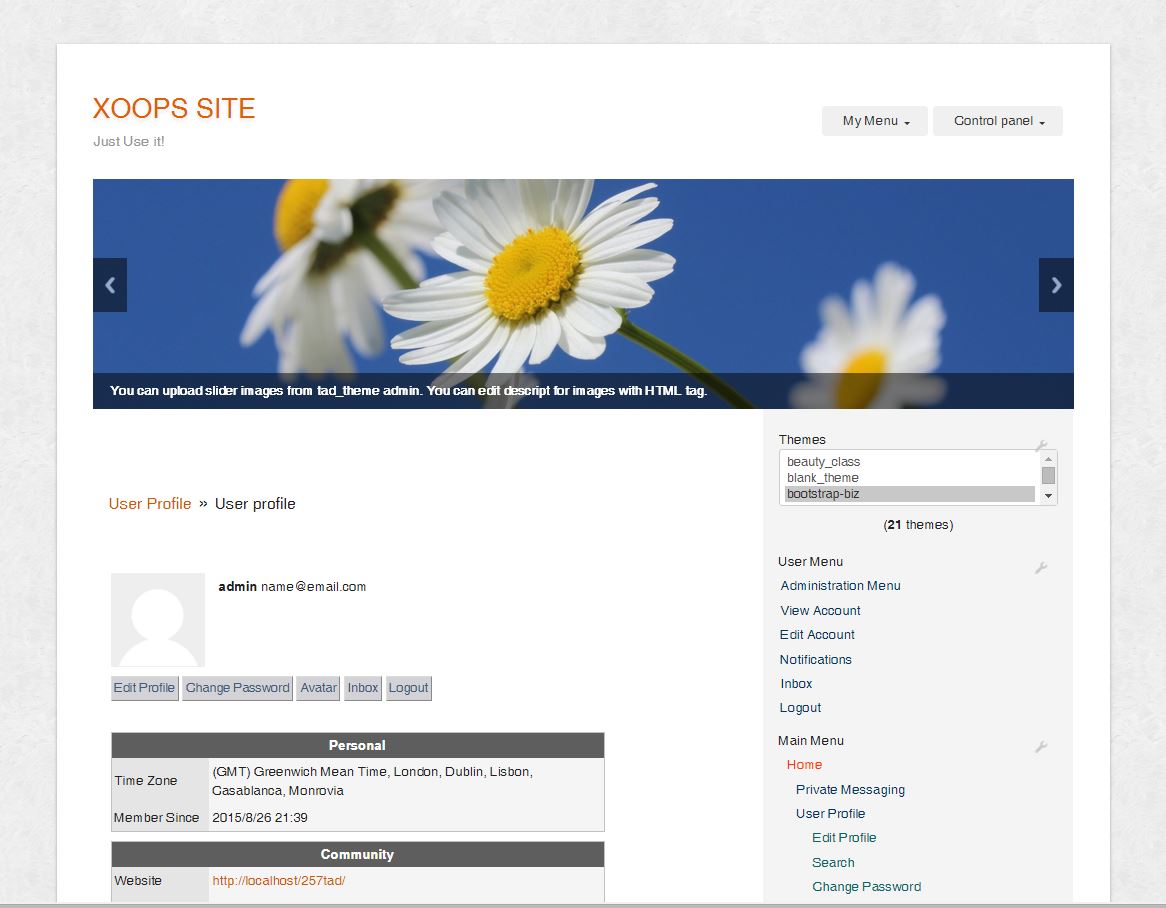 XOOPS SITE
Just Use it!
My Menu
Control panel
You can upload slider images from tad_theme admin. You can edit descript for images with HTML tag.
User Profile » User profile
admin name@email.com
Edit Profile
Change Password
Avatar
Inbox
Logout
Personal
Time Zone
(GMT) Greenwich Mean Time, London, Dublin, Lisbon,
Casablanca, Monrovia
Member Since
2015/8/26 21:39
Community
Website
http://localhost/257tad/
Themes
beauty_class
blank_theme
bootstrap-biz
(21 themes)
User Menu
Administration Menu
View Account
Edit Account
Notifications
Inbox
Logout
Main Menu
Home
Private Messaging
User Profile
Edit Profile
Search
Change Password